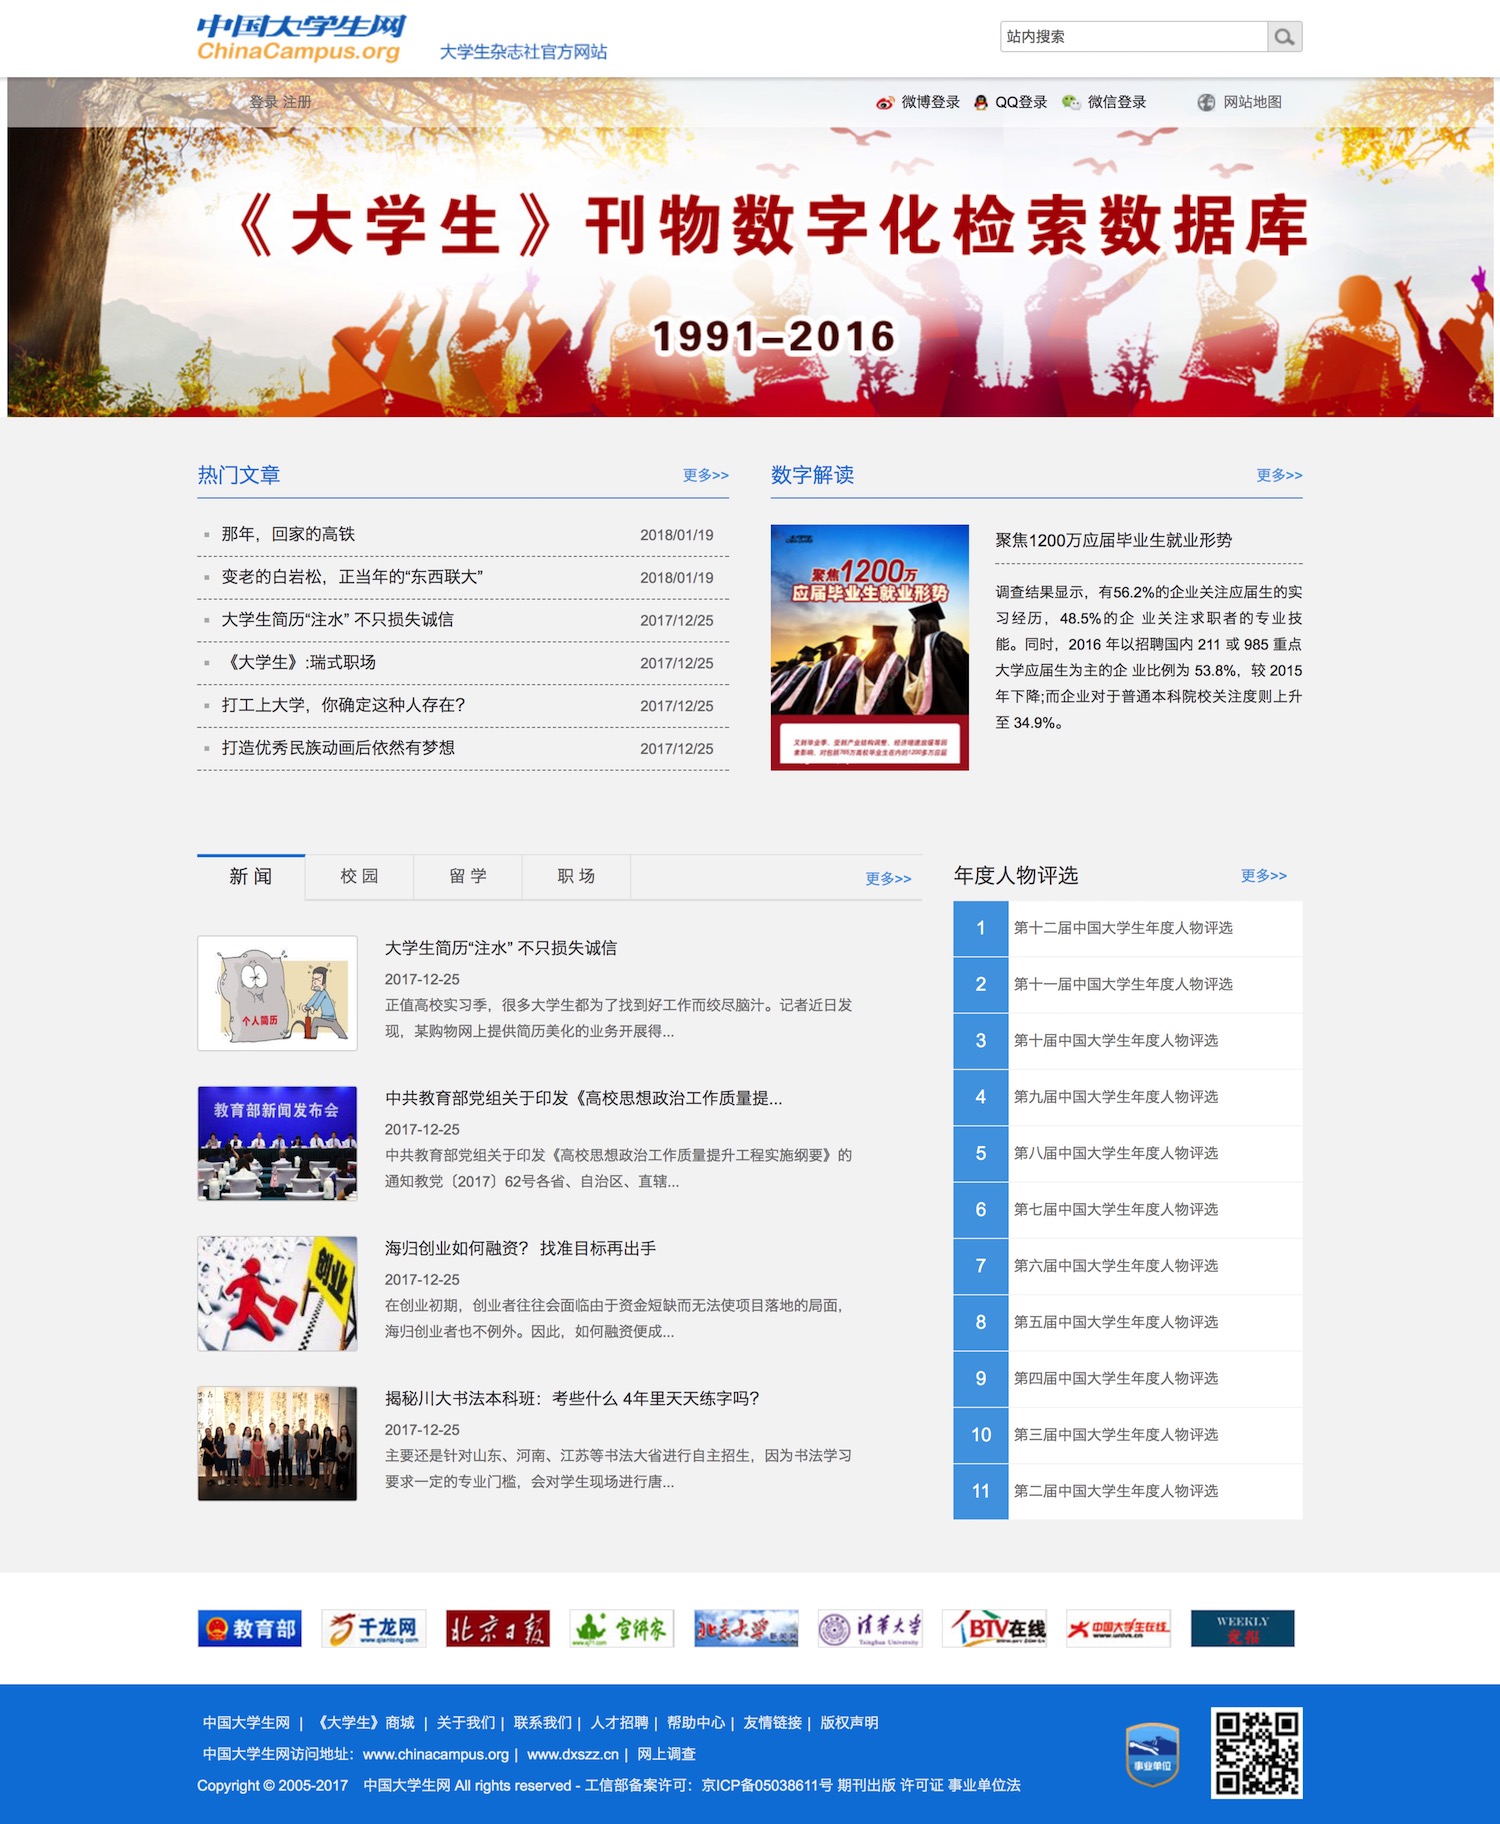 中国大学生网
ChinaCampus.org
大学生杂志社官方网站
站内搜索
登录 注册
微博登录
QQ登录
微信登录
网站地图
《大学生》刊物数字化检索数据库
1991-2016
热门文章
更多>>
那年，回家的高铁
2018/01/19
变老的白岩松，正当年的“东西联大”
2018/01/19
大学生简历“注水” 不只损失诚信
2017/12/25
《大学生》:瑞式职场
2017/12/25
打工上大学，你确定这种人存在？
2017/12/25
打造优秀民族动画后依然有梦想
2017/12/25
数字解读
更多>>
聚焦1200万
应届毕业生就业形势
聚焦1200万应届毕业生就业形势
调查结果显示，有56.2%的企业关注应届生的实
习经历，48.5%的企 业关注求职者的专业技
能。同时，2016 年以招聘国内 211 或 985 重点
大学应届生为主的企 业比例为 53.8%，较 2015
年下降;而企业对于普通本科院校关注度则上升
至 34.9%。
新 闻
校 园
留 学
职 场
更多>>
个人简历
大学生简历“注水” 不只损失诚信
2017-12-25
正值高校实习季，很多大学生都为了找到好工作而绞尽脑汁。记者近日发
现，某购物网上提供简历美化的业务开展得...
教育部新闻发布会
中共教育部党组关于印发《高校思想政治工作质量提...
2017-12-25
中共教育部党组关于印发《高校思想政治工作质量提升工程实施纲要》的
通知教党〔2017〕62号各省、自治区、直辖...
创业
海归创业如何融资？ 找准目标再出手
2017-12-25
在创业初期，创业者往往会面临由于资金短缺而无法使项目落地的局面，
海归创业者也不例外。因此，如何融资便成...
揭秘川大书法本科班：考些什么 4年里天天练字吗？
2017-12-25
主要还是针对山东、河南、江苏等书法大省进行自主招生，因为书法学习
要求一定的专业门槛，会对学生现场进行唐...
年度人物评选
更多>>
1 第十二届中国大学生年度人物评选
2 第十一届中国大学生年度人物评选
3 第十届中国大学生年度人物评选
4 第九届中国大学生年度人物评选
5 第八届中国大学生年度人物评选
6 第七届中国大学生年度人物评选
7 第六届中国大学生年度人物评选
8 第五届中国大学生年度人物评选
9 第四届中国大学生年度人物评选
10 第三届中国大学生年度人物评选
11 第二届中国大学生年度人物评选
教育部
千龙网
www.qianlong.com
北京日报
宣讲家
北京大学
新闻网
清华大学
Tsinghua University
BTV在线
中国大学生在线
www.univs.cn
WEEKLY
竞报
中国大学生网 | 《大学生》商城 | 关于我们 | 联系我们 | 人才招聘 | 帮助中心 | 友情链接 | 版权声明
中国大学生网访问地址：www.chinacampus.org | www.dxszz.cn | 网上调查
Copyright © 2005-2017 中国大学生网 All rights reserved - 工信部备案许可：京ICP备05038611号 期刊出版 许可证 事业单位法
事业单位